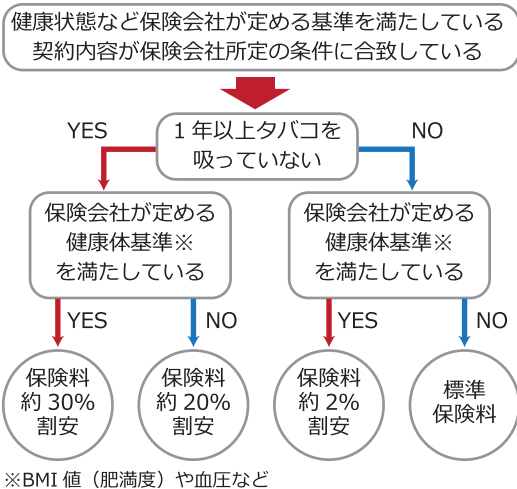 健康状態など保険会社が定める基準を満たしている
契約内容が保険会社所定の条件に合致している
YES
1年以上タバコを
吸っていない
NO
保険会社が定める
健康体基準※
を満たしている
保険会社が定める
健康体基準※
を満たしている
YES
NO
YES
NO
保険料
約30%
割安
保険料
約20%
割安
保険料
約2%
割安
標準
保険料
※BMI値（肥満度）や血圧など